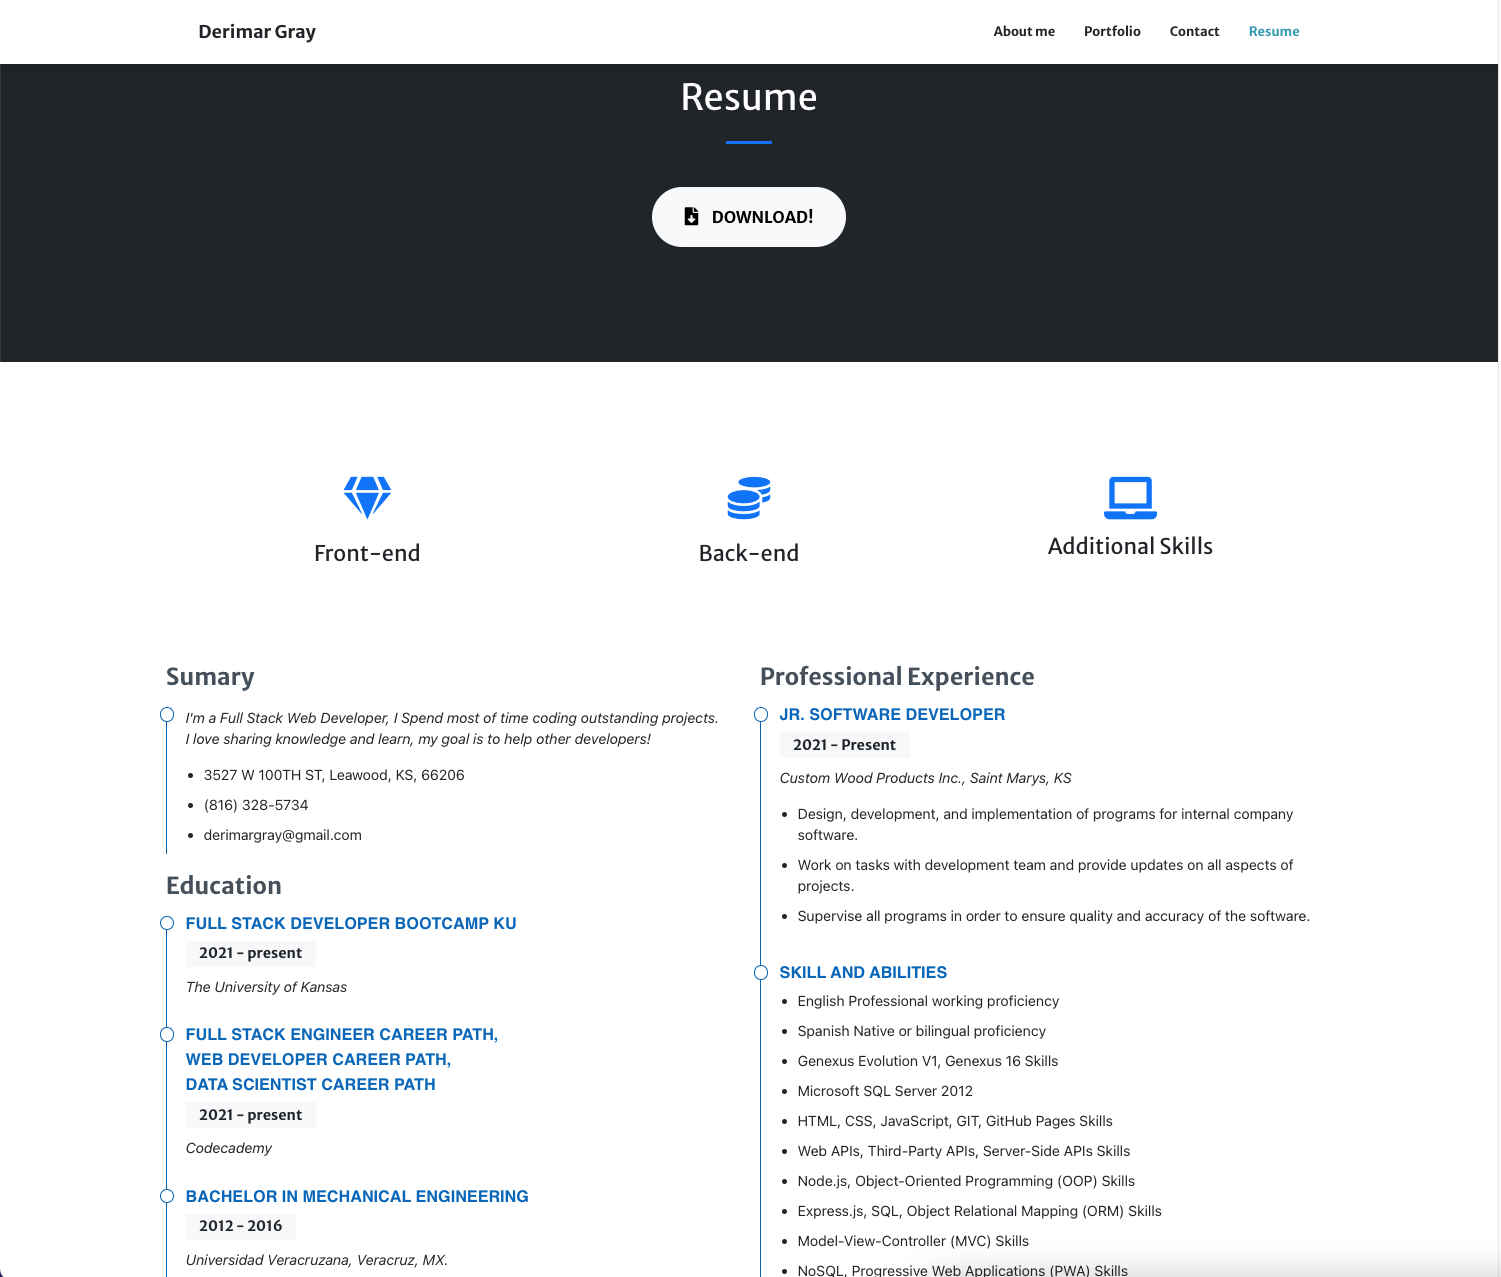 Derimar Gray
About me
Portfolio
Contact
Resume
Resume
DOWNLOAD!
Front-end
Back-end
Additional Skills
Sumary
I'm a Full Stack Web Developer, I Spend most of time coding outstanding projects.
I love sharing knowledge and learn, my goal is to help other developers!
3527 W 100TH ST, Leawood, KS, 66206
(816) 328-5734
derimargray@gmail.com
Education
FULL STACK DEVELOPER BOOTCAMP KU
2021 - present
The University of Kansas
FULL STACK ENGINEER CAREER PATH,
WEB DEVELOPER CAREER PATH,
DATA SCIENTIST CAREER PATH
2021 - present
Codecademy
BACHELOR IN MECHANICAL ENGINEERING
2012 - 2016
Universidad Veracruzana, Veracruz, MX.
Professional Experience
JR. SOFTWARE DEVELOPER
2021 - Present
Custom Wood Products Inc., Saint Marys, KS
Design, development, and implementation of programs for internal company
software.
Work on tasks with development team and provide updates on all aspects of
projects.
Supervise all programs in order to ensure quality and accuracy of the software.
SKILL AND ABILITIES
English Professional working proficiency
Spanish Native or bilingual proficiency
Genexus Evolution V1, Genexus 16 Skills
Microsoft SQL Server 2012
HTML, CSS, JavaScript, GIT, GitHub Pages Skills
Web APIs, Third-Party APIs, Server-Side APIs Skills
Node.js, Object-Oriented Programming (OOP) Skills
Express.js, SQL, Object Relational Mapping (ORM) Skills
Model-View-Controller (MVC) Skills
NoSQL, Progressive Web Applications (PWA) Skills